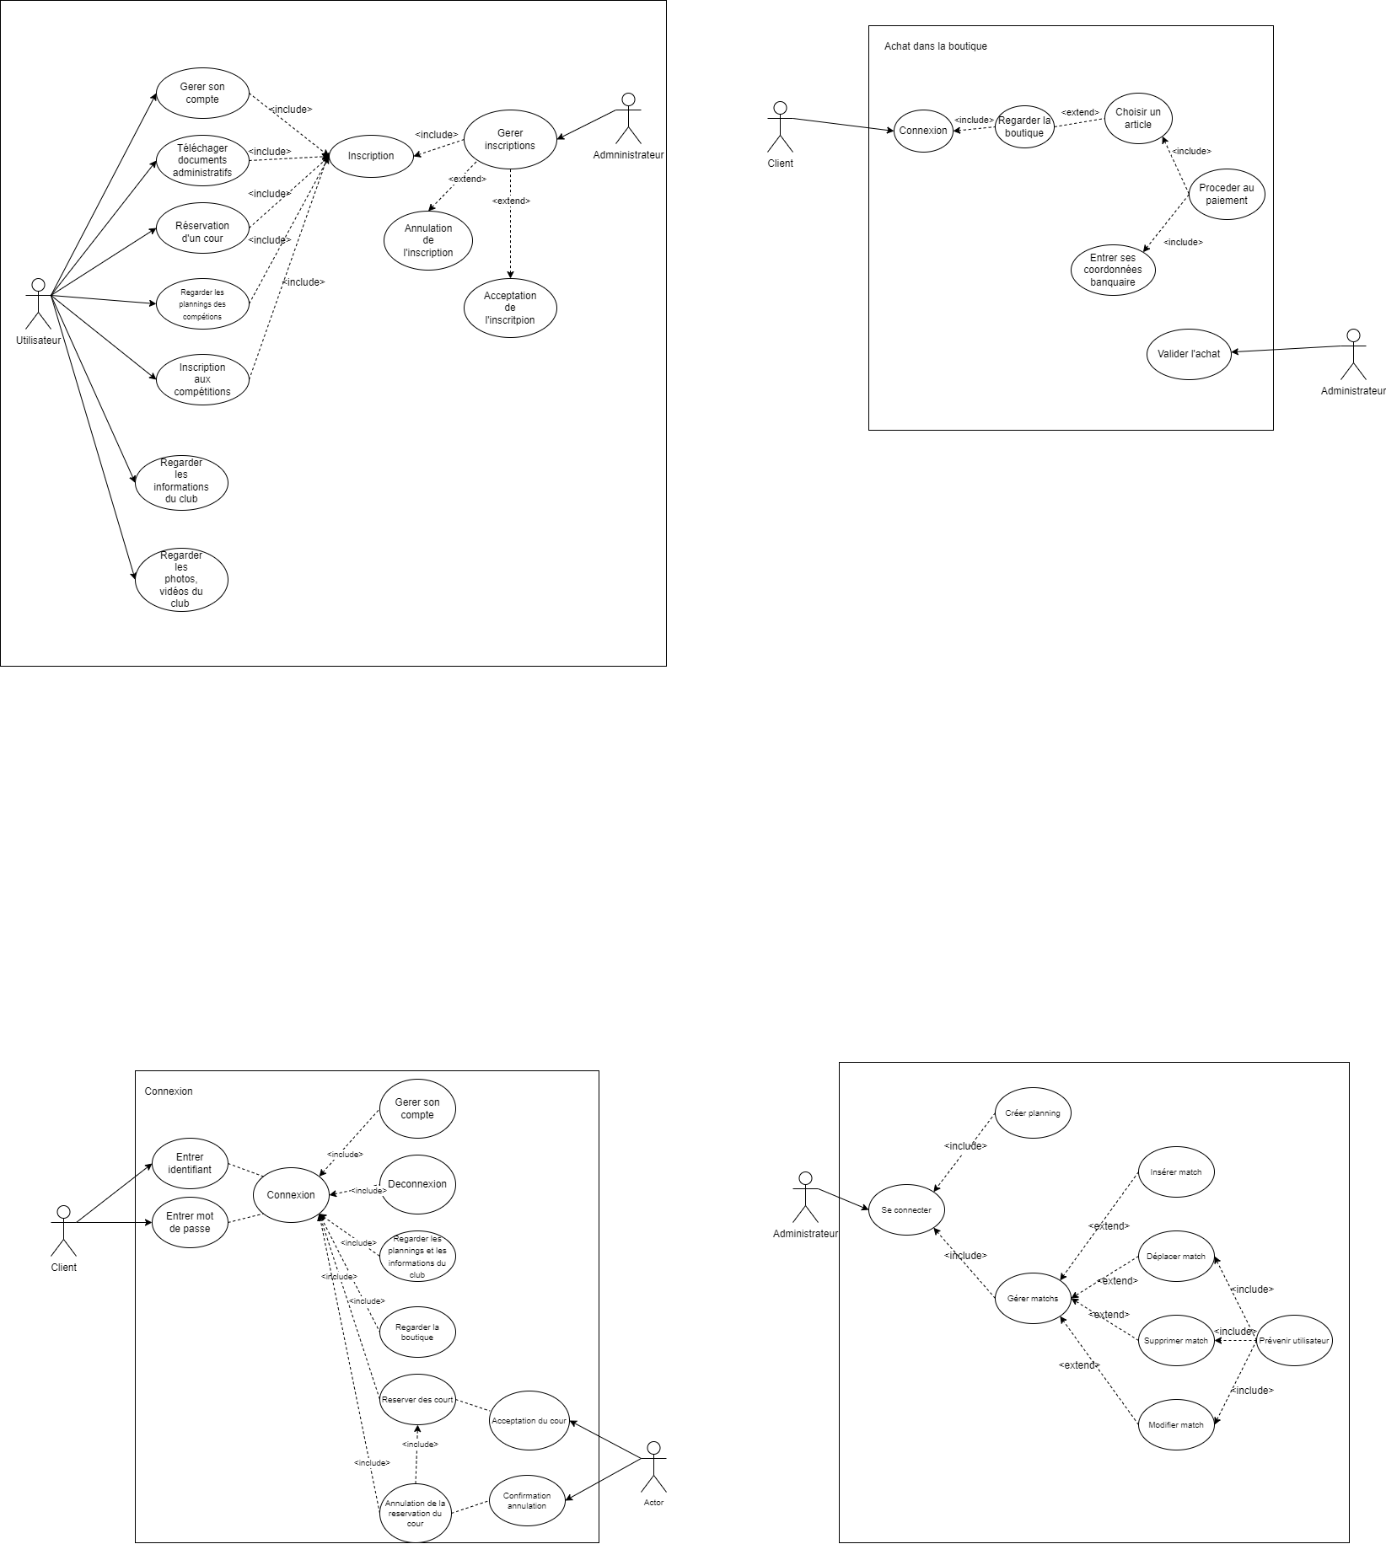 Gerer son
compte
<include>
Téléchager
documents
administratifs
<include>
Réservation
d'un cour
<include>
<include>
Regarder les
plannings des
compétions
<include>
Inscription
aux
compétitions
Regarder
les
informations
du club
Regarder
les
photos,
vidéos du
club
Utilisateur
Inscription
<include>
Gerer
inscriptions
<extend>
<extend>
Annulation
de
l'inscription
Acceptation
de
l'inscritpion
Admninistrateur
Achat dans la boutique
Client
Connexion
<include>
Regarder la
boutique
<extend>
Choisir un
article
<include>
Proceder au
paiement
<include>
Entrer ses
coordonnées
banquaire
Valider l'achat
Administrateur
Connexion
Client
Entrer
identifiant
Entrer mot
de passe
Connexion
Gerer son
compte
<include>
Deconnexion
<include>
Regarder les
plannings et les
informations du
club
<include>
<include>
<include>
Regarder la
boutique
Reserver des court
<include>
<include>
Annulation de la
reservation du
cour
Acceptation du cour
Confirmation
annulation
Actor
Administrateur
Se connecter
<include>
Créer planning
<include>
Gérer matchs
<extend>
Insérer match
<extend>
Déplacer match
<extend>
Supprimer match
<extend>
Modifier match
<include>
<include>
<include>
Prévenir utilisateur